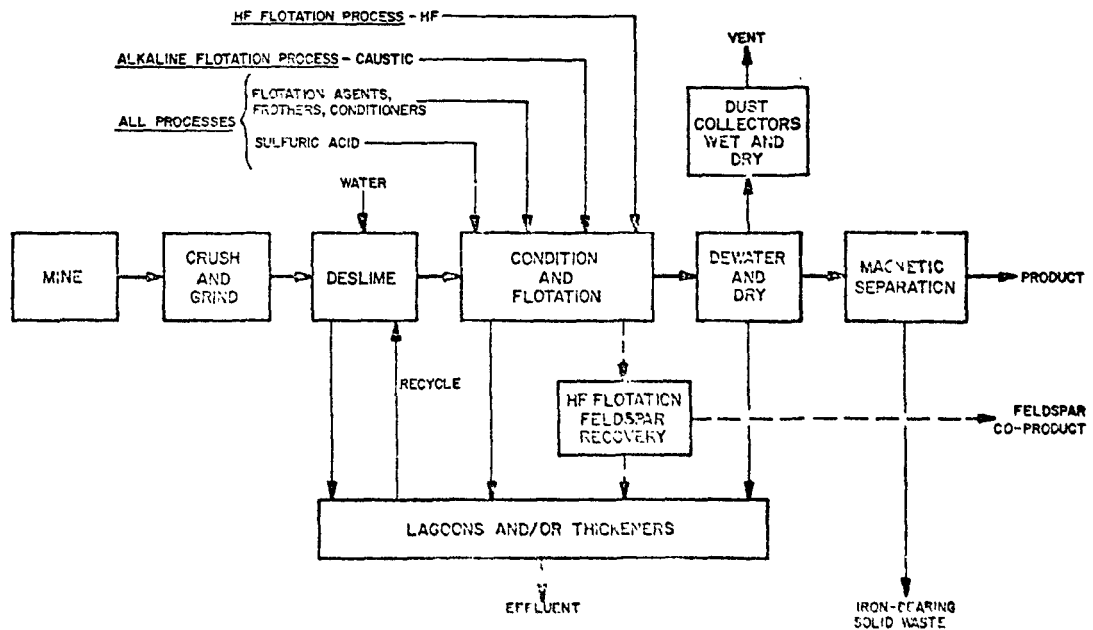 HF FLOTATION PROCESS - HF
ALKALINE FLOTATION PROCESS - CAUSTIC
ALL PROCESSES
FLOTATION AGENTS,
FROTHERS, CONDITIONERS
SULFURIC ACID
WATER
VENT
DUST
COLLECTORS
WET AND
DRY
MINE
CRUSH
AND
GRIND
DESLIME
CONDITION
AND
FLOTATION
DEWATER
AND
DRY
MAGNETIC
SEPARATION
PRODUCT
RECYCLE
HF FLOTATION
FELDSPAR
RECOVERY
FELDSPAR
CO-PRODUCT
LAGOONS AND/OR THICKENERS
EFFLUENT
IRON-BEARING
SOLID WASTE